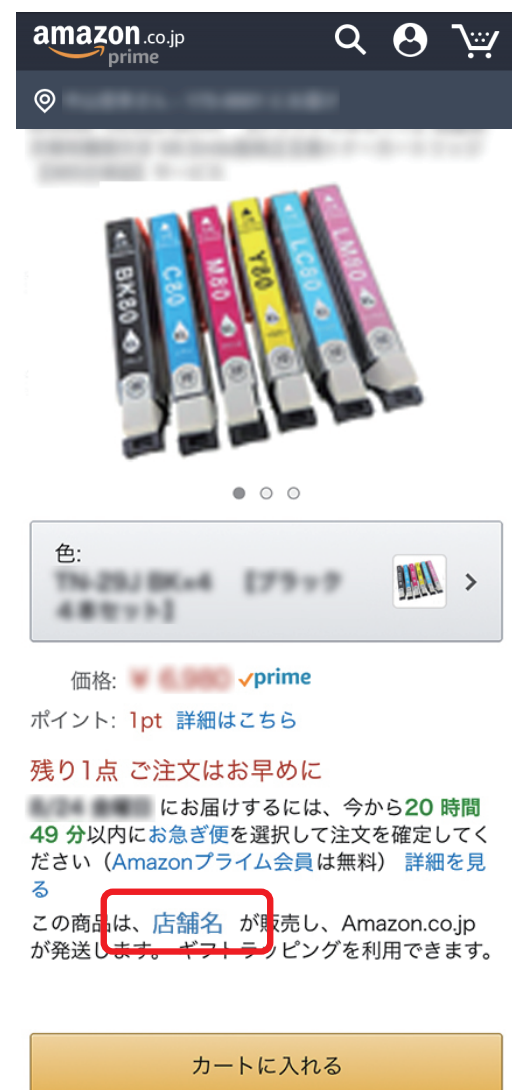 amazon.co.jp
prime
BK80
C80
M80
Y80
LC80
LM80
色:
価格:
prime
ポイント: 1pt 詳細はこちら
残り1点 ご注文はお早めに
にお届けするには、今から20 時間
49 分以内にお急ぎ便を選択して注文を確定してく
ださい（Amazonプライム会員は無料） 詳細を見
る
この商品は、店舗名 が販売し、Amazon.co.jp
が発送します。 ギフトラッピングを利用できます。
カートに入れる